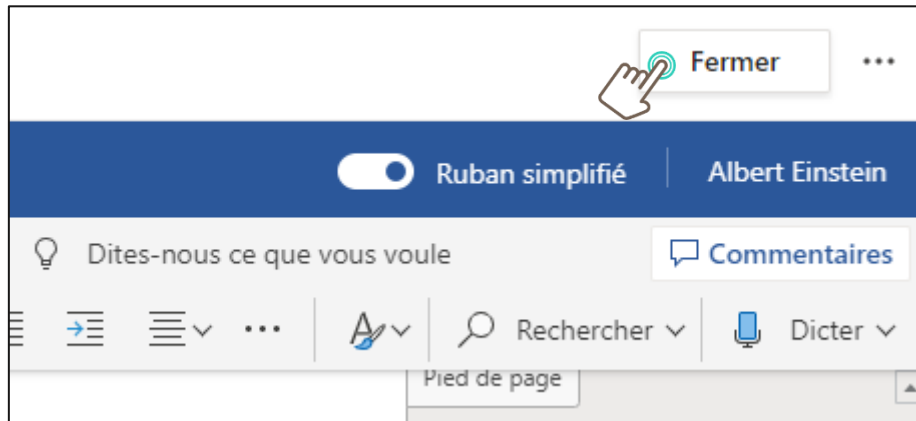 Fermer
Ruban simplifié Albert Einstein
Dites-nous ce que vous voule Commentaires
Rechercher Dicter
Pied de page